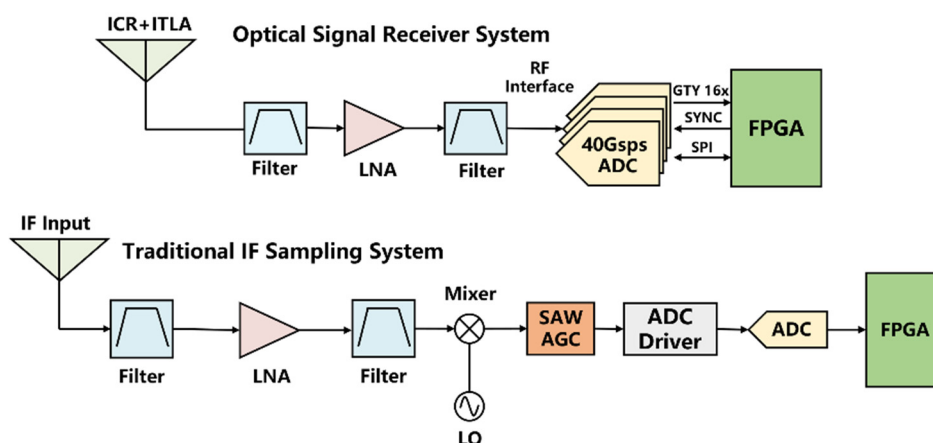 ICR+ITLA
Optical Signal Receiver System
RF
Interface
GTY 16x
SYNC
SPI
FPGA
40Gsps
ADC
Filter
LNA
Filter
IF Input
Traditional IF Sampling System
Mixer
SAW
AGC
ADC
Driver
ADC
FPGA
Filter
LNA
Filter
LO